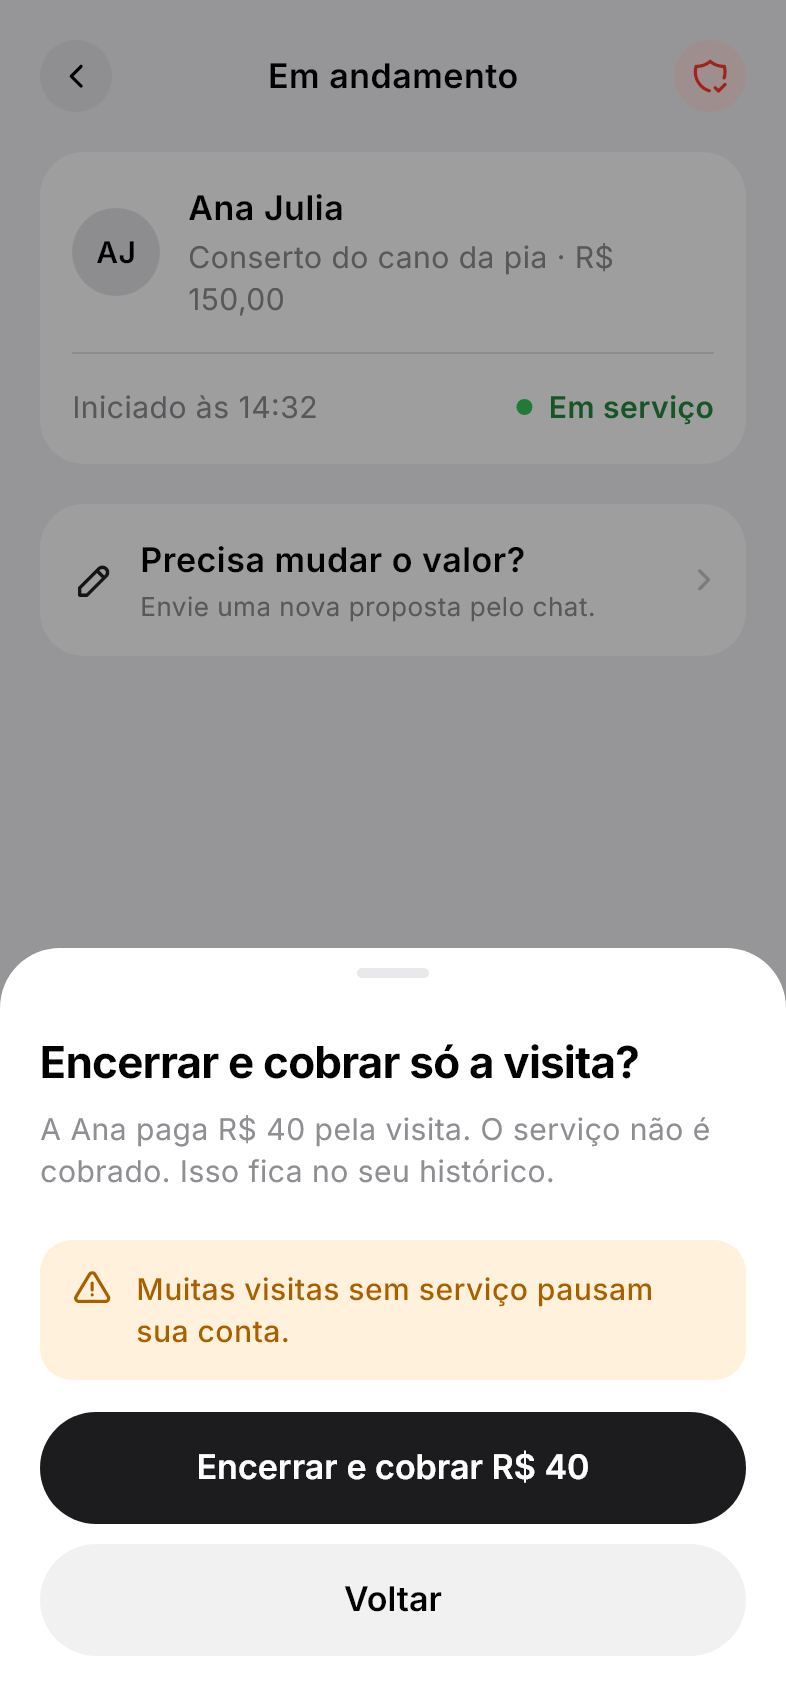 Em andamento
AJ
Ana Julia
Conserto do cano da pia · R$
150,00
Iniciado às 14:32
Em serviço
Precisa mudar o valor?
Envie uma nova proposta pelo chat.
Encerrar e cobrar só a visita?
A Ana paga R$ 40 pela visita. O serviço não é
cobrado. Isso fica no seu histórico.
Muitas visitas sem serviço pausam
sua conta.
Encerrar e cobrar R$ 40
Voltar